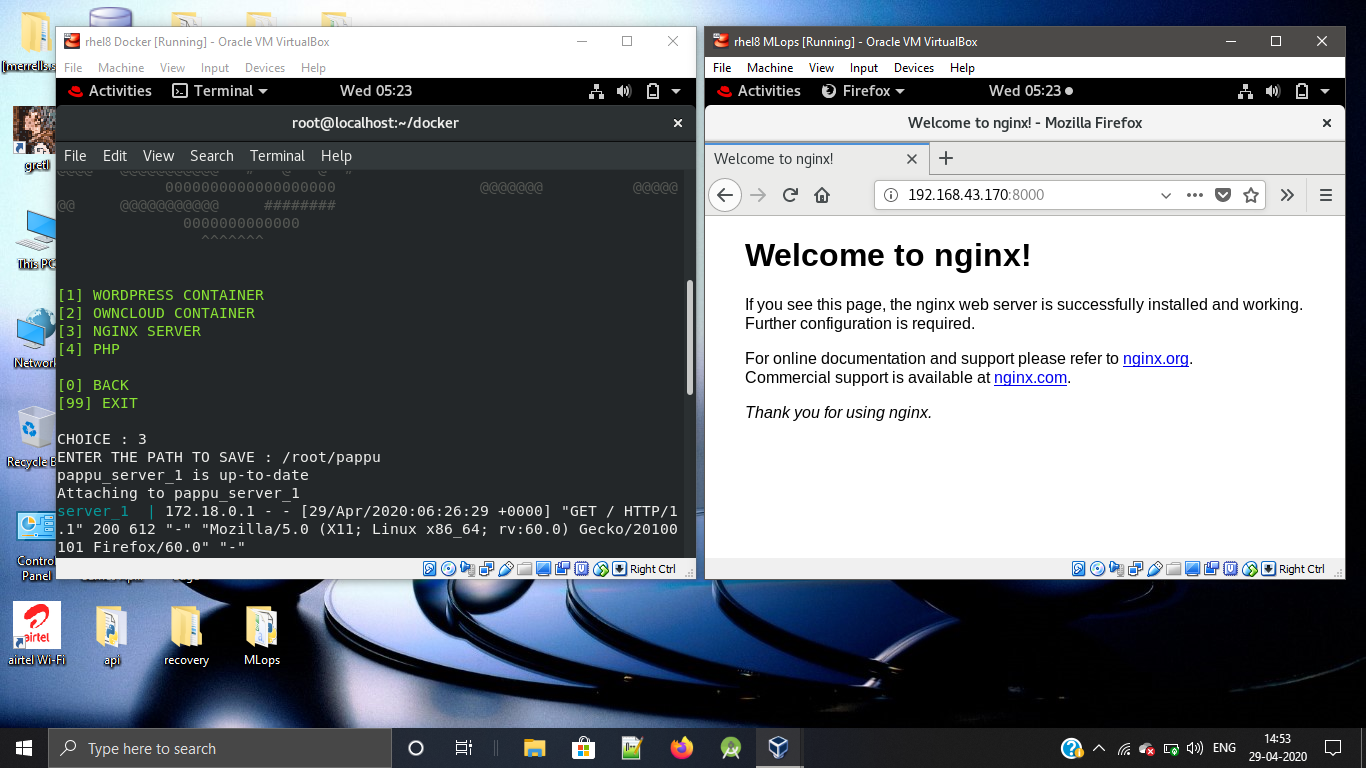 [merrells.s
gretl
This PC
Network
Recycle B
Control
Panel
airtel
airtel Wi-Fi
api
recovery
MLops
rhel8 Docker [Running] - Oracle VM VirtualBox
File Machine View Input Devices Help
Activities Terminal Wed 05:23
root@localhost:~/docker
File Edit View Search Terminal Help
0000000000000000000 @@@@@@@ @@@@@
@@ @@@@@@@@@@@ ########
0000000000000
^^^^^^^
[1] WORDPRESS CONTAINER
[2] OWNCLOUD CONTAINER
[3] NGINX SERVER
[4] PHP
[0] BACK
[99] EXIT
CHOICE : 3
ENTER THE PATH TO SAVE : /root/pappu
pappu_server_1 is up-to-date
Attaching to pappu_server_1
server_1 | 172.18.0.1 - - [29/Apr/2020:06:26:29 +0000] "GET / HTTP/1
.1" 200 612 "-" "Mozilla/5.0 (X11; Linux x86_64; rv:60.0) Gecko/20100
101 Firefox/60.0" "-"
Right Ctrl
rhel8 MLops [Running] - Oracle VM VirtualBox
File Machine View Input Devices Help
Activities Firefox Wed 05:23
Welcome to nginx! - Mozilla Firefox
Welcome to nginx!
192.168.43.170:8000
Welcome to nginx!
If you see this page, the nginx web server is successfully installed and working.
Further configuration is required.
For online documentation and support please refer to nginx.org.
Commercial support is available at nginx.com.
Thank you for using nginx.
Right Ctrl
Type here to search
ENG
14:53
29-04-2020